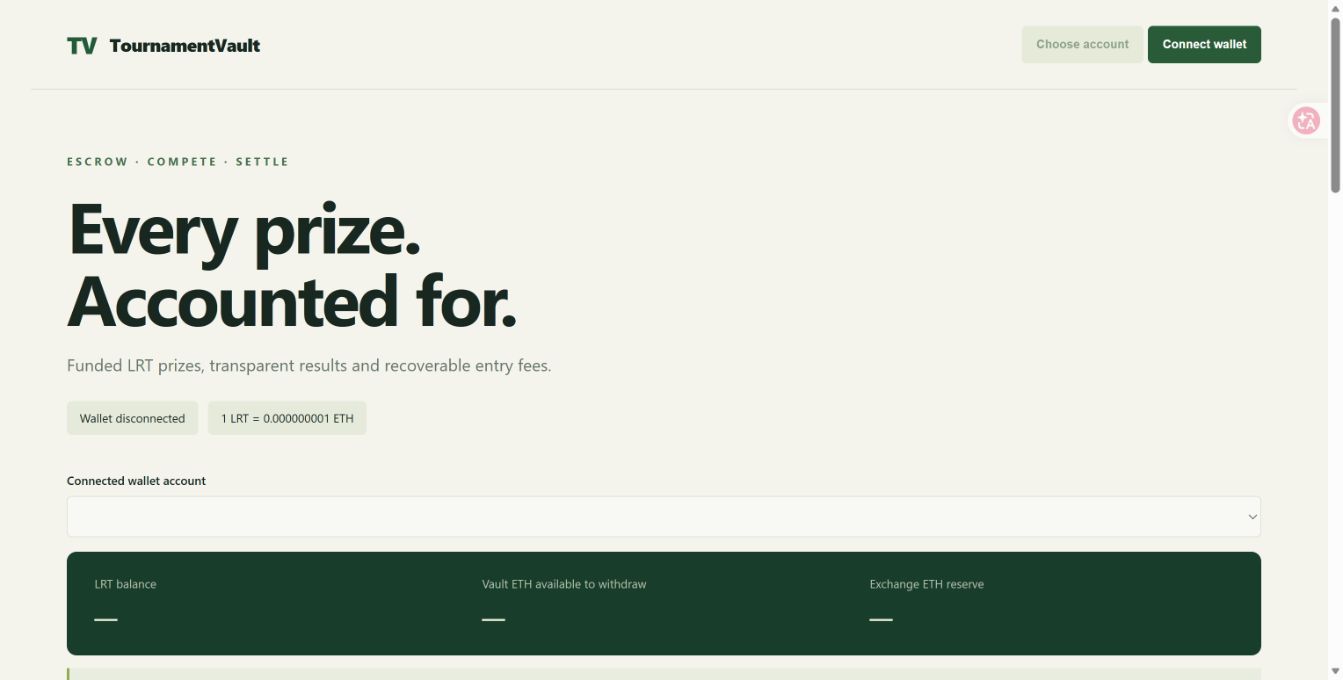 TV TournamentVault
Choose account
Connect wallet
ESCROW · COMPETE · SETTLE
Every prize.
Accounted for.
Funded LRT prizes, transparent results and recoverable entry fees.
Wallet disconnected
1 LRT = 0.000000001 ETH
Connected wallet account
LRT balance
Vault ETH available to withdraw
Exchange ETH reserve
—
—
—